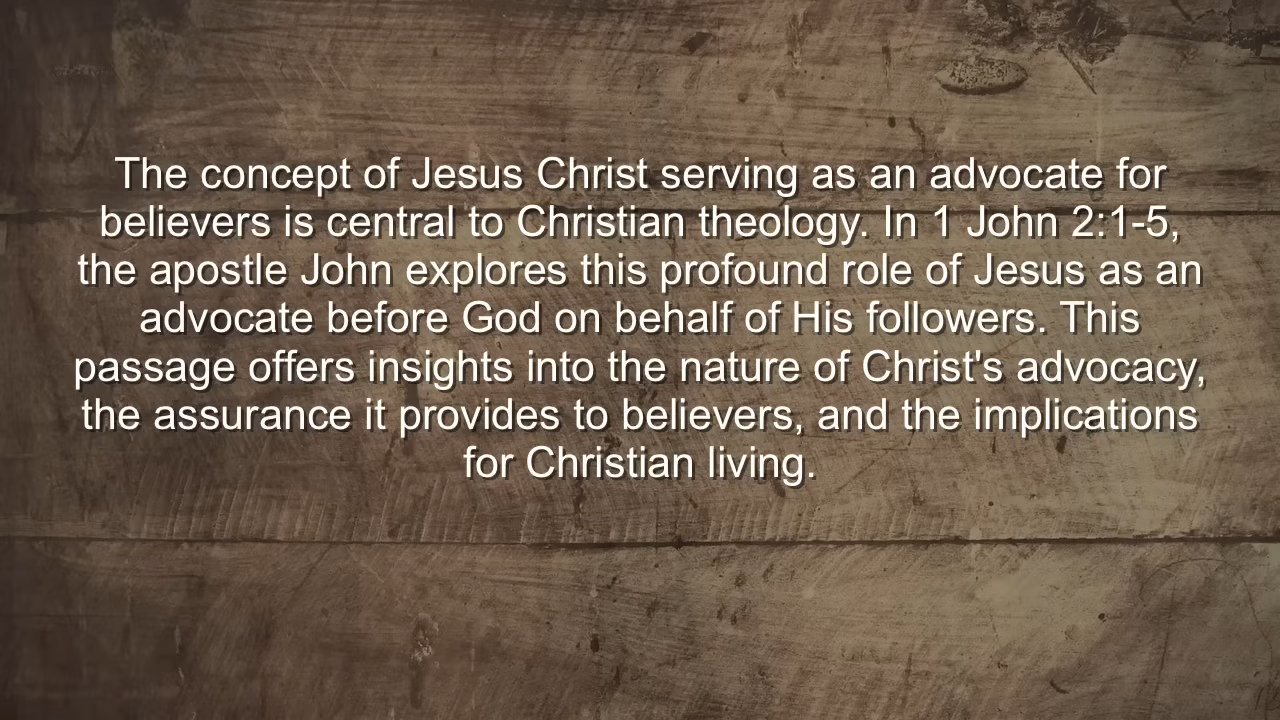 The concept of Jesus Christ serving as an advocate for
believers is central to Christian theology. In 1 John 2:1-5,
the apostle John explores this profound role of Jesus as an
advocate before God on behalf of His followers. This
passage offers insights into the nature of Christ's advocacy,
the assurance it provides to believers, and the implications
for Christian living.